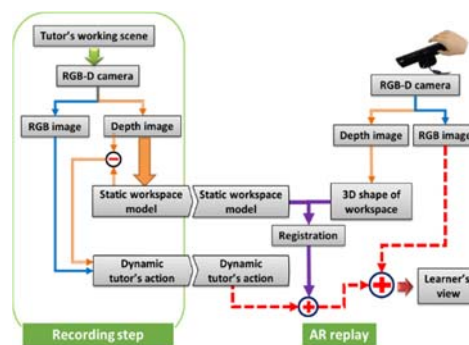 Tutor's working scene
RGB-D camera
RGB image
Depth image
Static workspace
model
Dynamic
tutor's action
Recording step
Static workspace
model
Dynamic
tutor's action
Registration
AR replay
RGB-D camera
Depth image
RGB image
3D shape of
workspace
Learner's
view